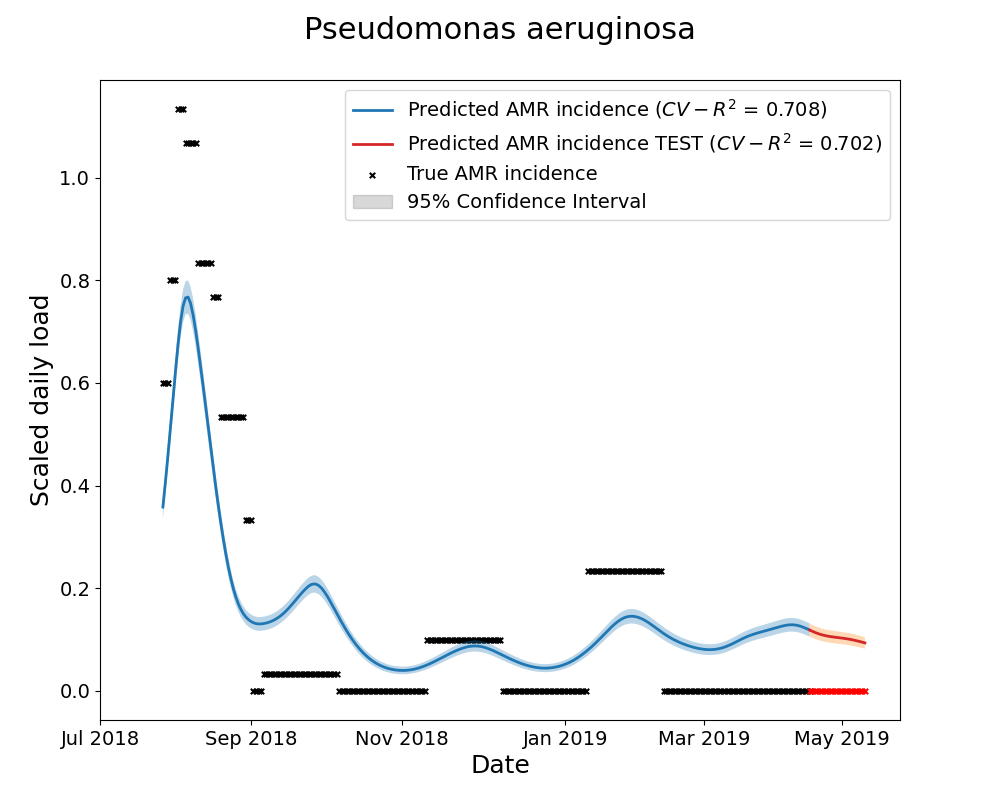 Pseudomonas aeruginosa
Predicted AMR incidence (CV − R² = 0.708)
Predicted AMR incidence TEST (CV − R² = 0.702)
True AMR incidence
95% Confidence Interval
Scaled daily load
1.0
0.8
0.6
0.4
0.2
0.0
Jul 2018 Sep 2018 Nov 2018 Jan 2019 Mar 2019 May 2019
Date